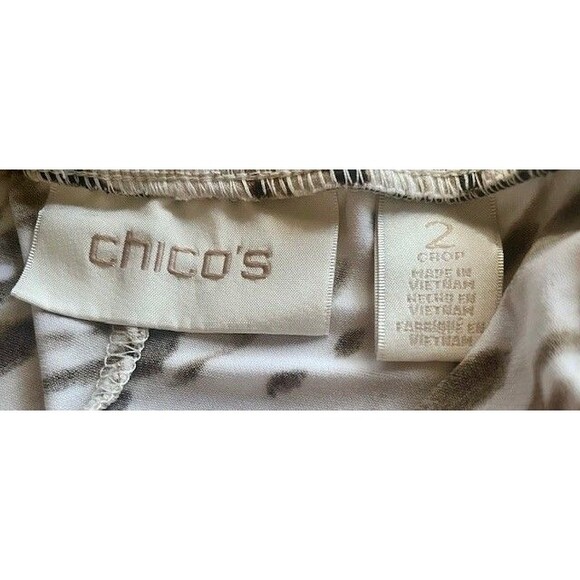 chico's
2
CROP
MADE IN
VIETNAM
HECHO EN
VIETNAM
FABRIQUÉ EN
VIETNAM